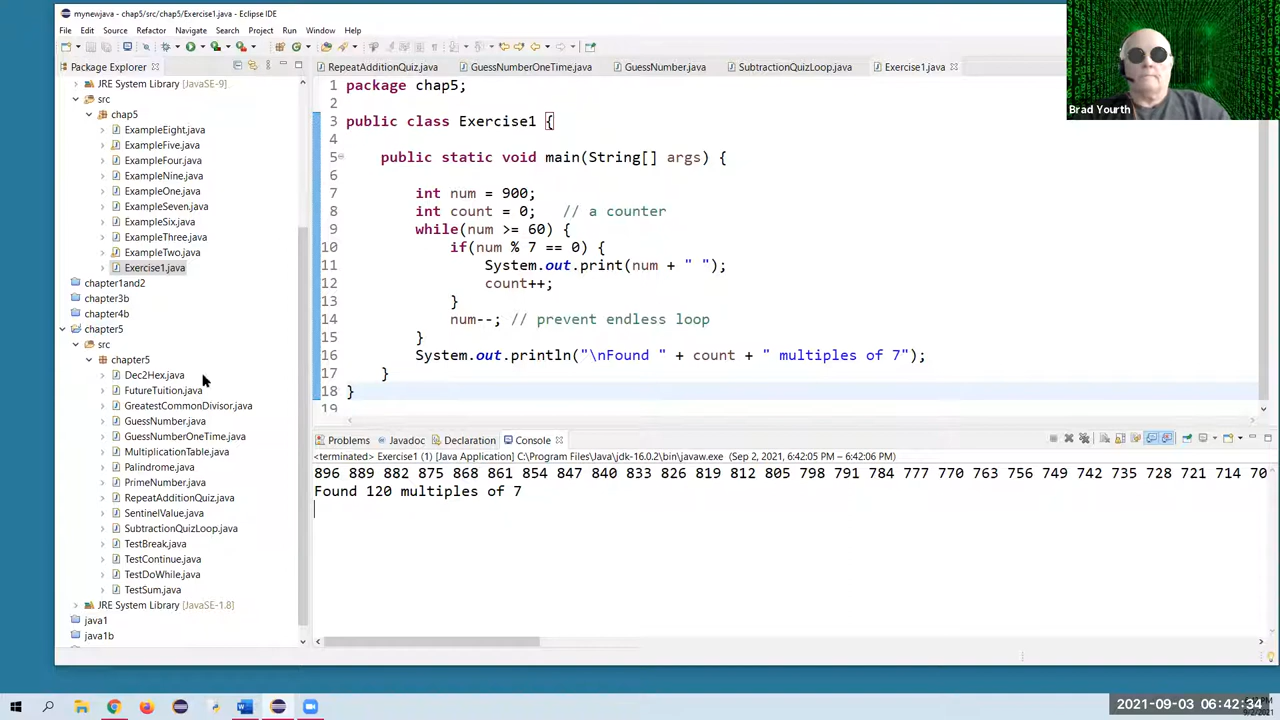 mynewjava - chap5/src/chap5/Exercise1.java - Eclipse IDE
File Edit Source Refactor Navigate Search Project Run Window Help
Package Explorer
RepeatAdditionQuiz.java GuessNumberOneTime.java GuessNumber.java SubtractionQuizLoop.java Exercise1.java
JRE System Library [JavaSE-9]
src
chap5
ExampleEight.java
ExampleFive.java
ExampleFour.java
ExampleNine.java
ExampleOne.java
ExampleSeven.java
ExampleSix.java
ExampleThree.java
ExampleTwo.java
Exercise1.java
chapter1and2
chapter3b
chapter4b
chapter5
src
chapter5
Dec2Hex.java
FutureTuition.java
GreatestCommonDivisor.java
GuessNumber.java
GuessNumberOneTime.java
MultiplicationTable.java
Palindrome.java
PrimeNumber.java
RepeatAdditionQuiz.java
SentinelValue.java
SubtractionQuizLoop.java
TestBreak.java
TestContinue.java
TestDoWhile.java
TestSum.java
JRE System Library [JavaSE-1.8]
java1
java1b
1 package chap5;
2
3 public class Exercise1 {
4
5 public static void main(String[] args) {
6
7 int num = 900;
8 int count = 0; // a counter
9 while(num >= 60) {
10 if(num % 7 == 0) {
11 System.out.print(num + " ");
12 count++;
13 }
14 num--; // prevent endless loop
15 }
16 System.out.println("\nFound " + count + " multiples of 7");
17 }
18 }
19
Problems Javadoc Declaration Console
<terminated> Exercise1 (1) [Java Application] C:\Program Files\Java\jdk-16.0.2\bin\javaw.exe (Sep 2, 2021, 6:42:05 PM – 6:42:06 PM)
896 889 882 875 868 861 854 847 840 833 826 819 812 805 798 791 784 777 770 763 756 749 742 735 728 721 714 70
Found 120 multiples of 7
Brad Yourth
2021-09-03 06:42:34
9/2/2021